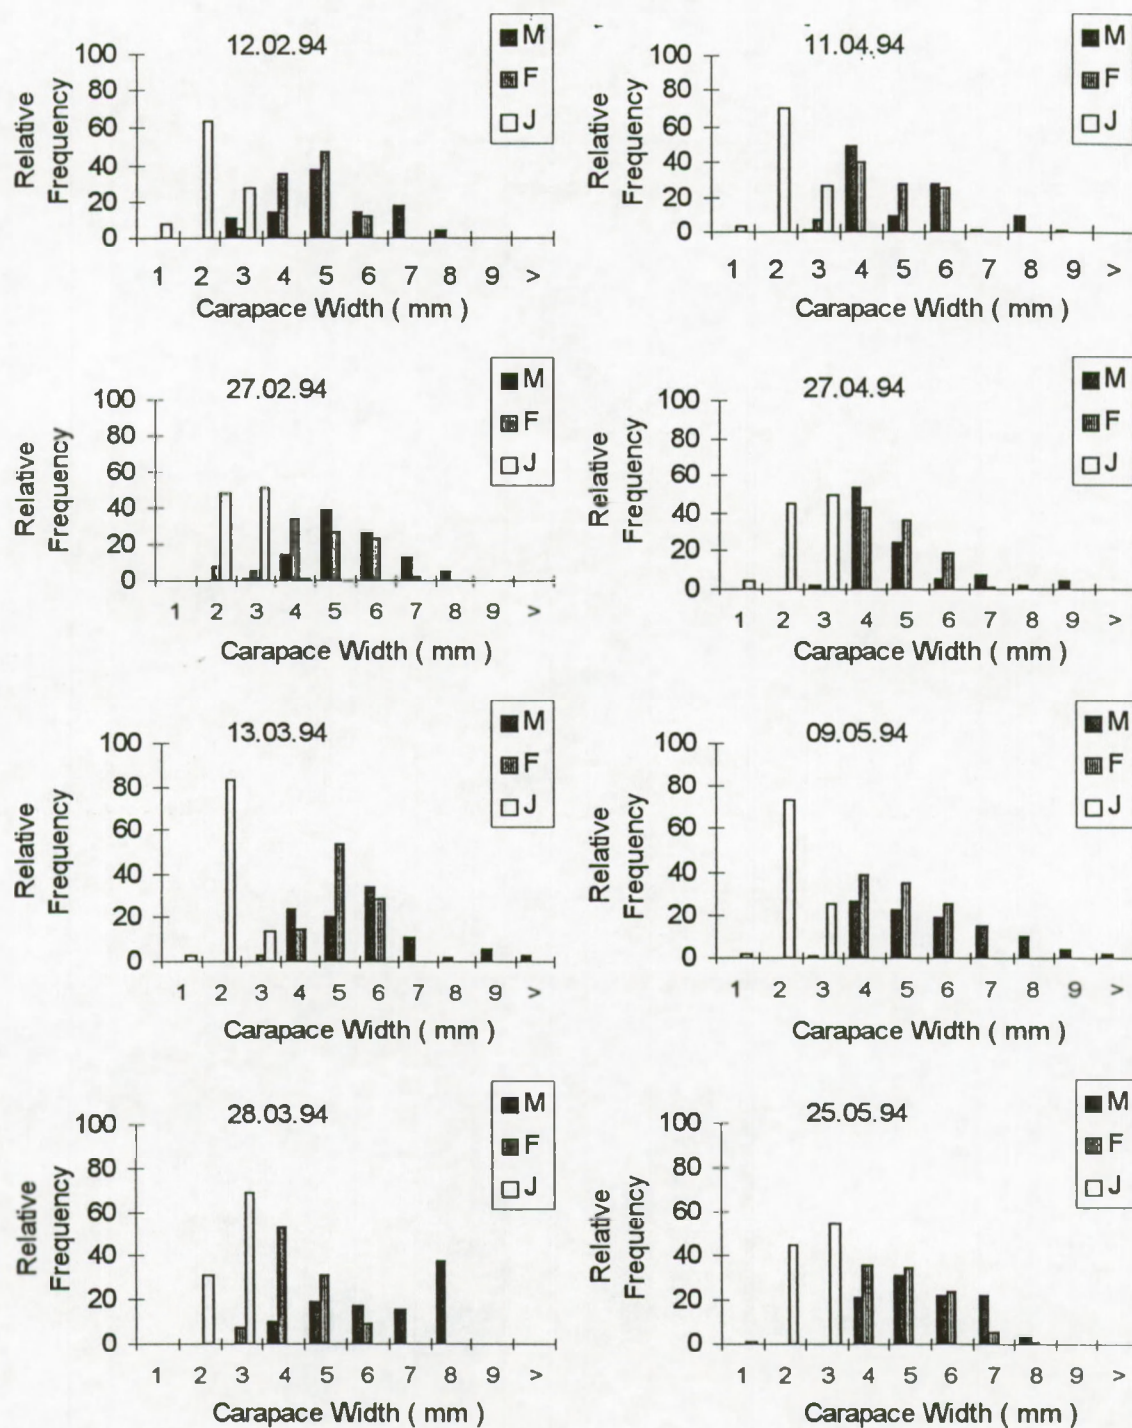 12.02.94
M
F
J
Relative Frequency
100
80
60
40
20
0
1 2 3 4 5 6 7 8 9 >
Carapace Width ( mm )
11.04.94
M
F
J
Relative Frequency
100
80
60
40
20
0
1 2 3 4 5 6 7 8 9 >
Carapace Width ( mm )
27.02.94
M
F
J
Relative Frequency
100
80
60
40
20
0
1 2 3 4 5 6 7 8 9 >
Carapace Width ( mm )
27.04.94
M
F
J
Relative Frequency
100
80
60
40
20
0
1 2 3 4 5 6 7 8 9 >
Carapace Width ( mm )
13.03.94
M
F
J
Relative Frequency
100
80
60
40
20
0
1 2 3 4 5 6 7 8 9 >
Carapace Width ( mm )
09.05.94
M
F
J
Relative Frequency
100
80
60
40
20
0
1 2 3 4 5 6 7 8 9 >
Carapace Width ( mm )
28.03.94
M
F
J
Relative Frequency
100
80
60
40
20
0
1 2 3 4 5 6 7 8 9 >
Carapace Width ( mm )
25.05.94
M
F
J
Relative Frequency
100
80
60
40
20
0
1 2 3 4 5 6 7 8 9 >
Carapace Width ( mm )